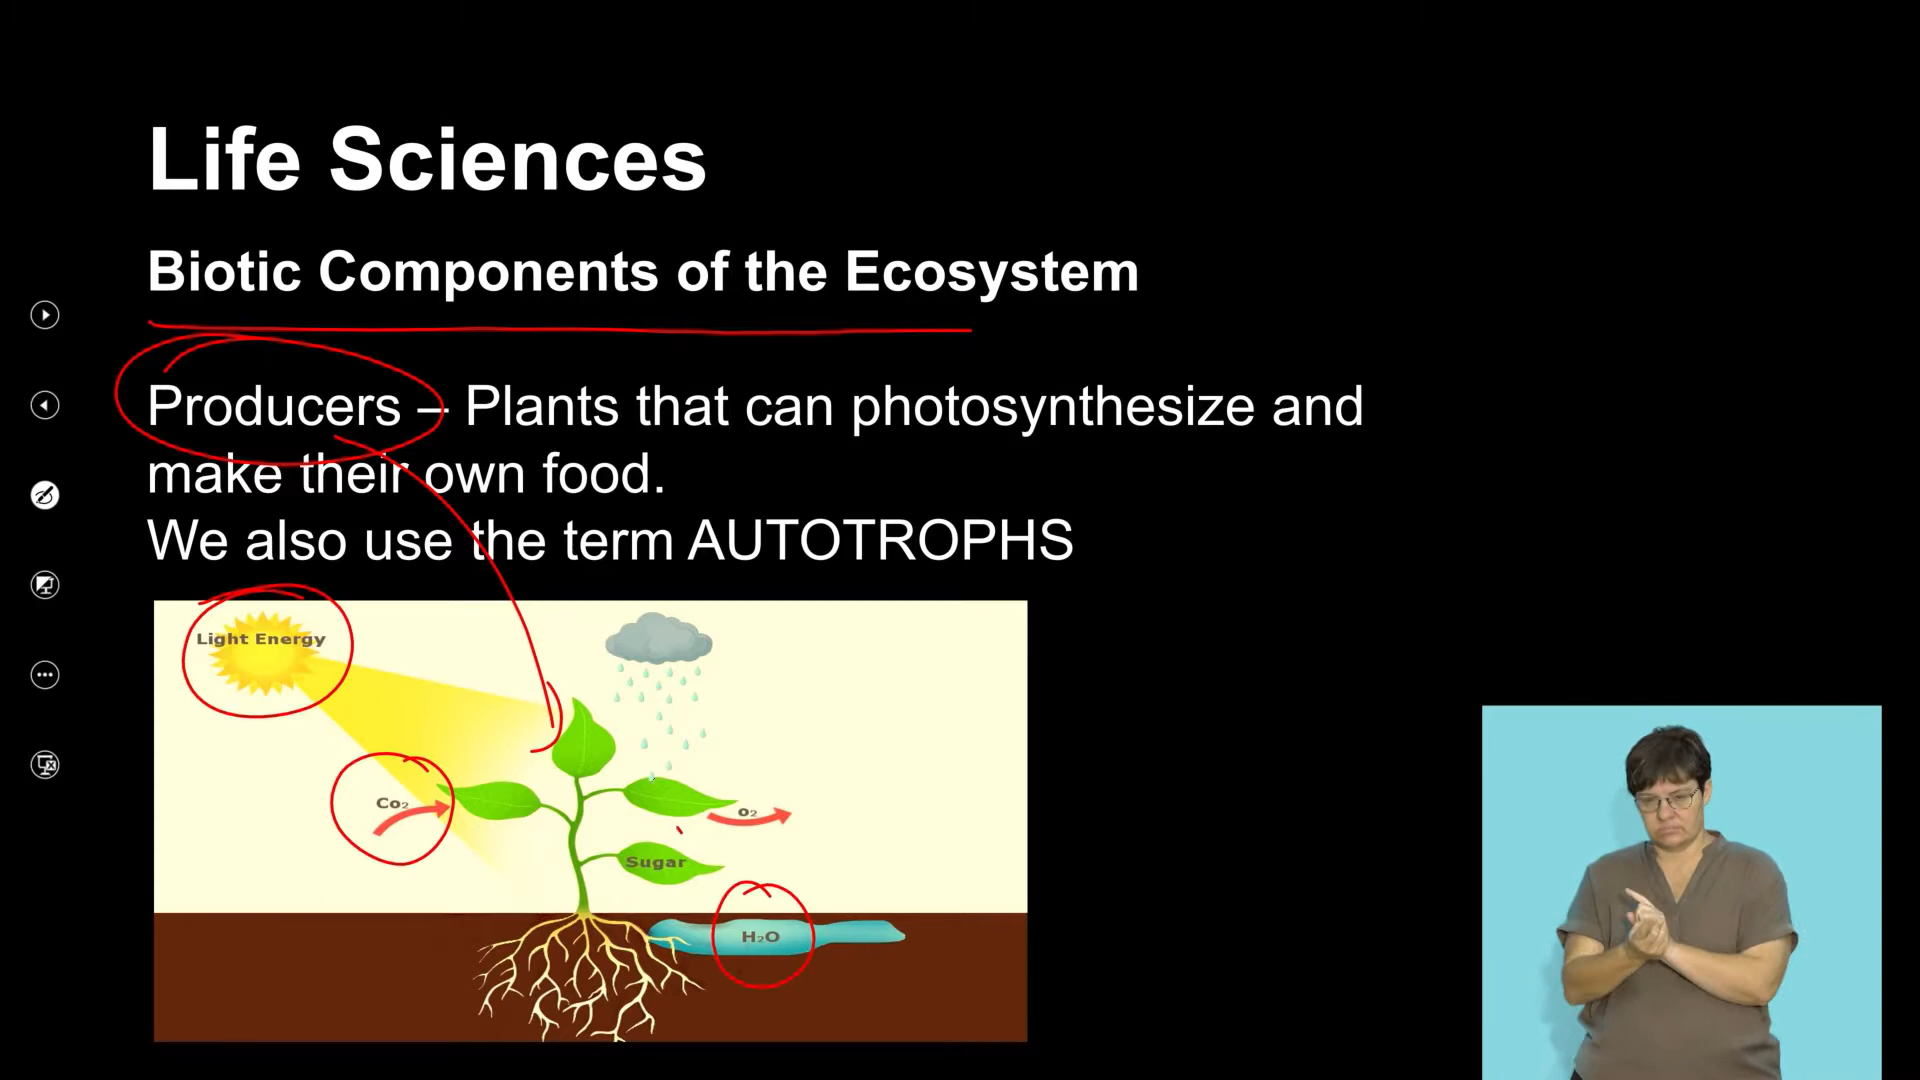 Life Sciences
Biotic Components of the Ecosystem
Producers – Plants that can photosynthesize and
make their own food.
We also use the term AUTOTROPHS
Light Energy
Co₂
o₂
Sugar
H₂O